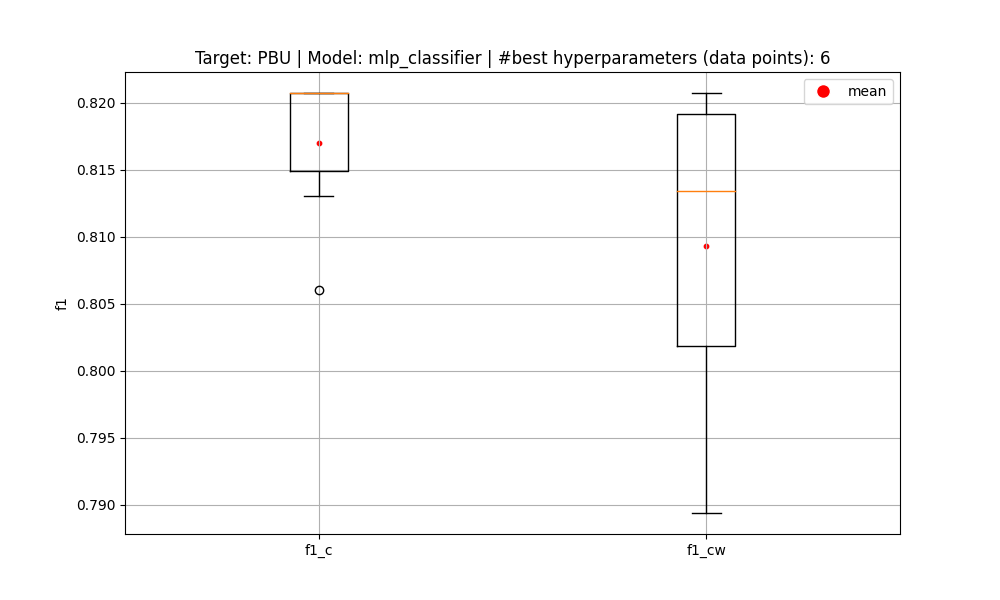 Target: PBU | Model: mlp_classifier | #best hyperparameters (data points): 6
mean
0.820
0.815
0.810
0.805
0.800
0.795
0.790
f1
f1_c
f1_cw